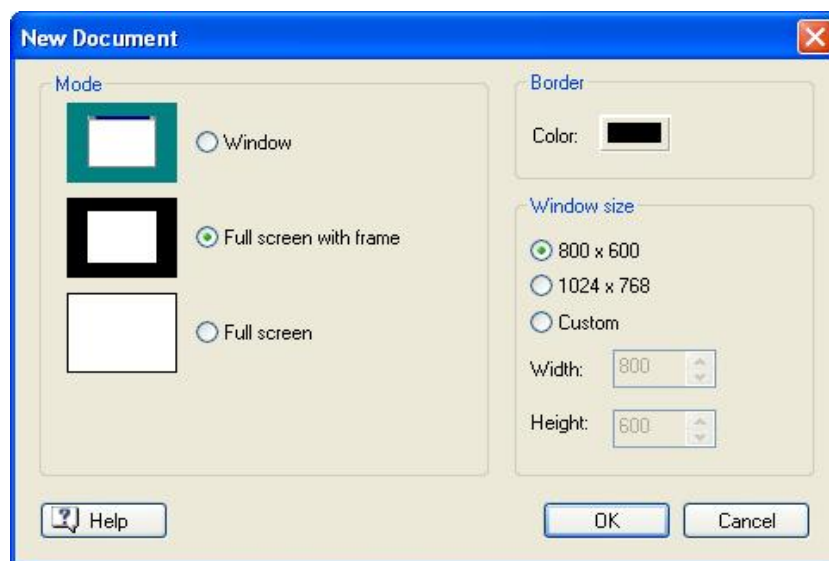 New Document
Mode
Window
Full screen with frame
Full screen
Border
Color:
Window size
800 x 600
1024 x 768
Custom
Width: 800
Height: 600
Help
OK
Cancel